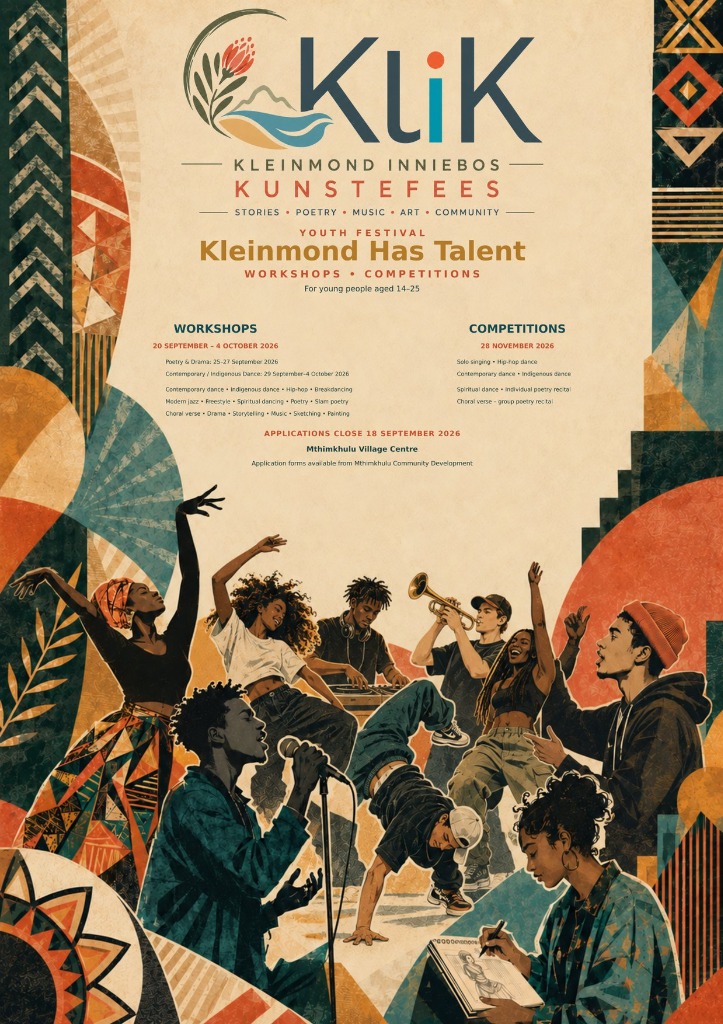 KLiK
KLEINMOND INNIEBOS
KUNSTEFEES
STORIES • POETRY • MUSIC • ART • COMMUNITY
YOUTH FESTIVAL
Kleinmond Has Talent
WORKSHOPS • COMPETITIONS
For young people aged 14–25
WORKSHOPS
20 SEPTEMBER – 4 OCTOBER 2026
Poetry & Drama: 25–27 September 2026
Contemporary / Indigenous Dance: 29 September–4 October 2026
Contemporary dance • Indigenous dance • Hip-hop • Breakdancing
Modern jazz • Freestyle • Spiritual dancing • Poetry • Slam poetry
Choral verse • Drama • Storytelling • Music • Sketching • Painting
COMPETITIONS
28 NOVEMBER 2026
Solo singing • Hip-hop dance
Contemporary dance • Indigenous dance
Spiritual dance • Individual poetry recital
Choral verse – group poetry recital
APPLICATIONS CLOSE 18 SEPTEMBER 2026
Mthimkhulu Village Centre
Application forms available from Mthimkhulu Community Development